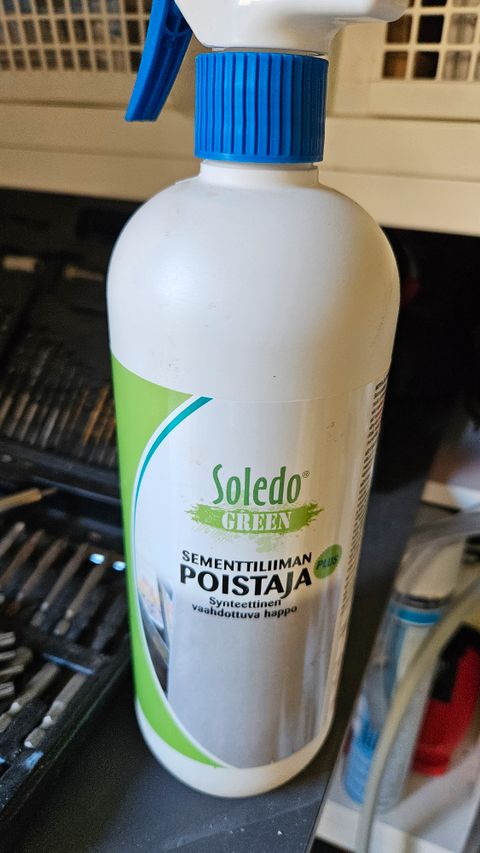 Soledo®
GREEN
SEMENTTILIIMAN
POISTAJA PLUS
Synteettinen
vaahdottuva happo